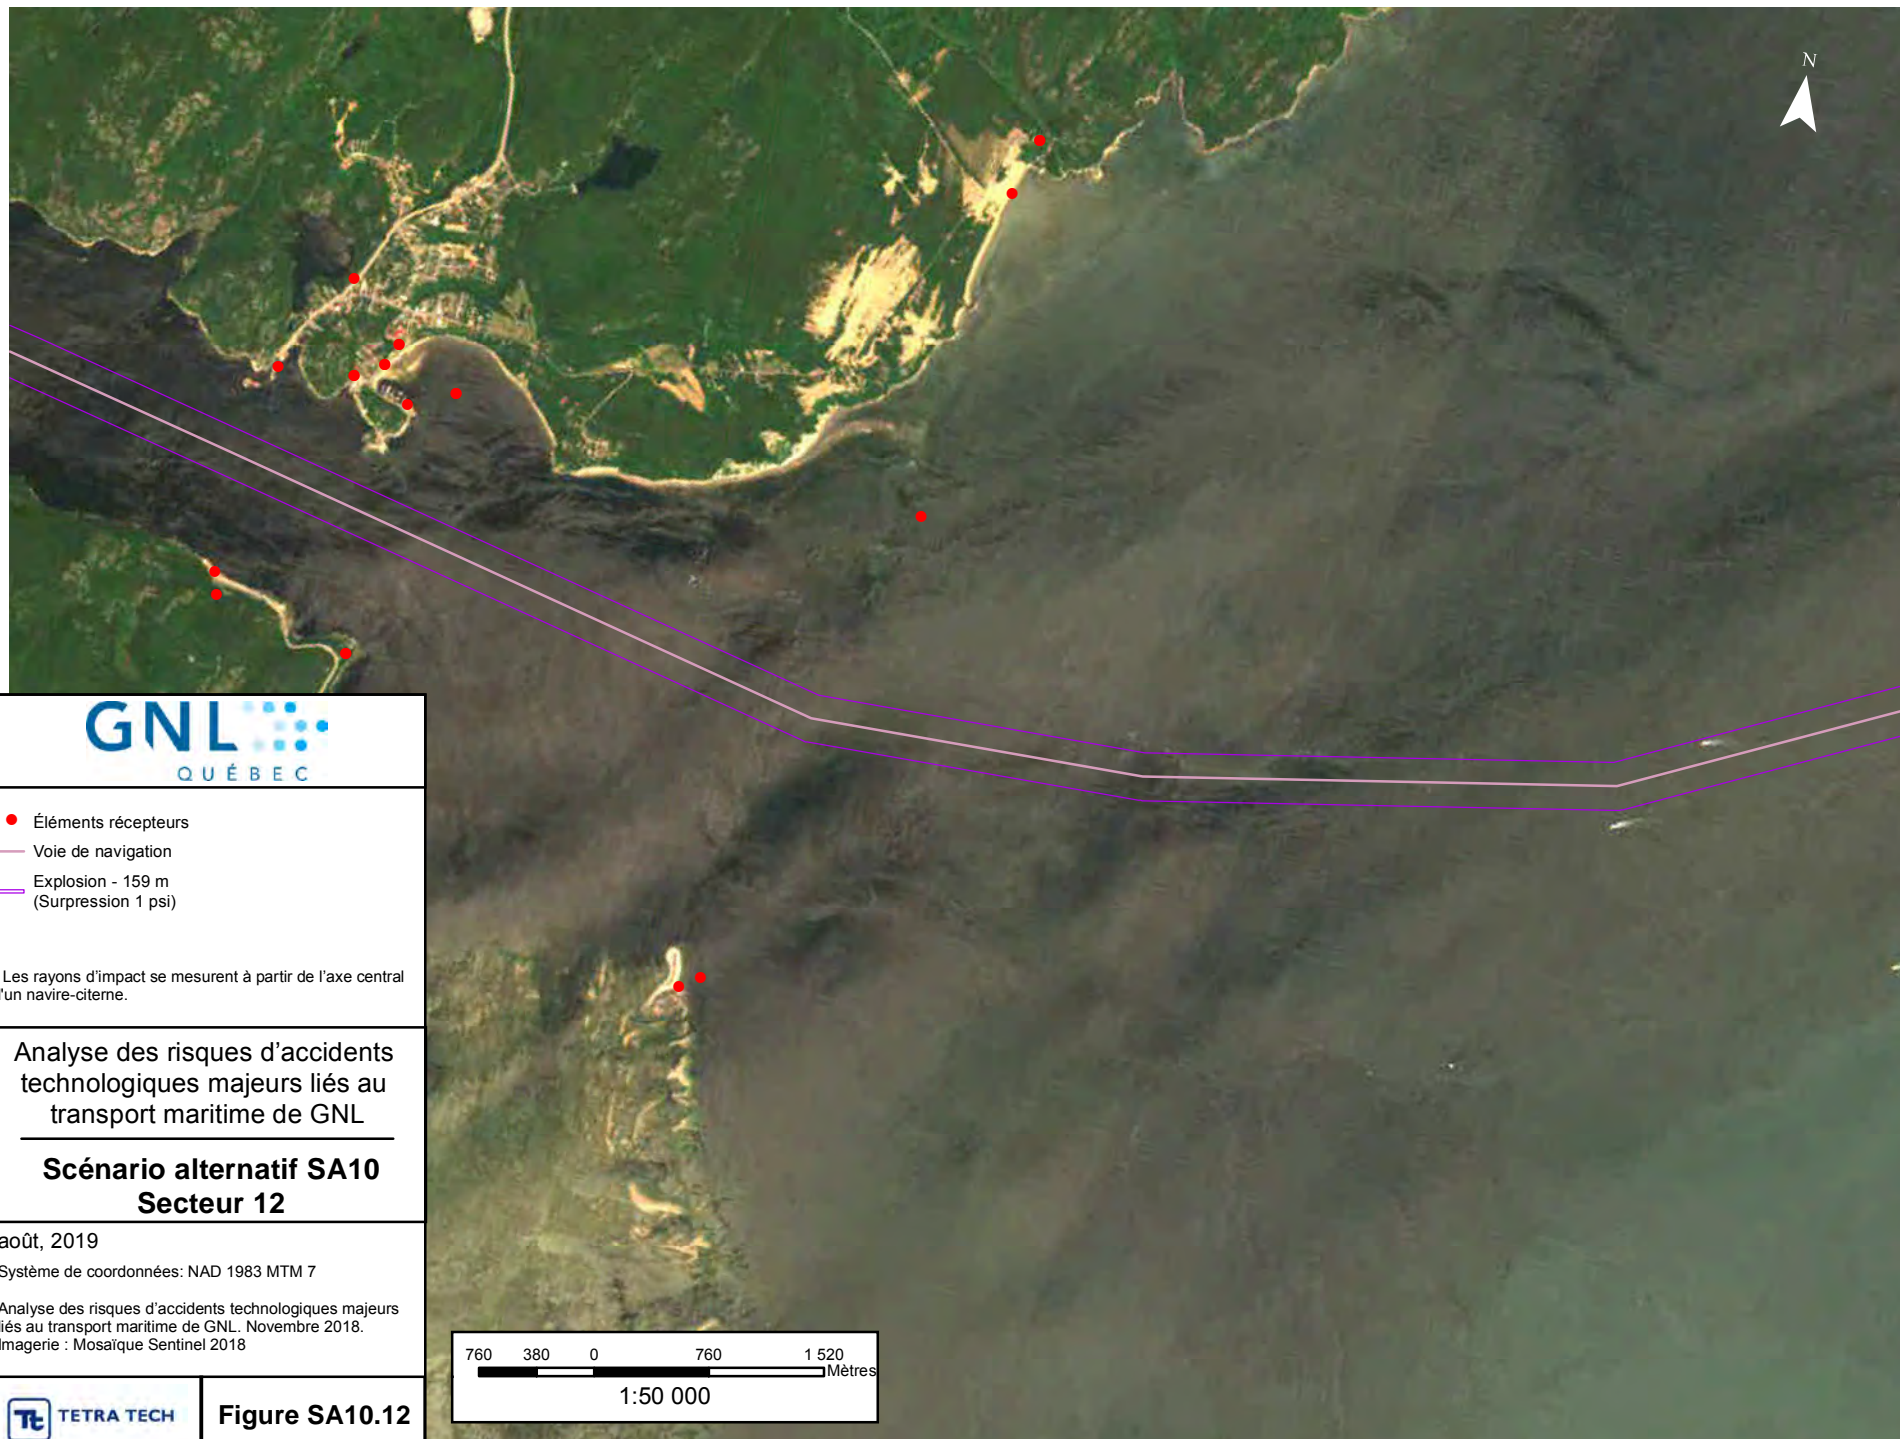 N
GNL
QUÉBEC
Éléments récepteurs
Voie de navigation
Explosion - 159 m
(Surpression 1 psi)
Les rayons d'impact se mesurent à partir de l'axe central
'un navire-citerne.
Analyse des risques d'accidents
technologiques majeurs liés au
transport maritime de GNL
Scénario alternatif SA10
Secteur 12
août, 2019
Système de coordonnées: NAD 1983 MTM 7
Analyse des risques d'accidents technologiques majeurs
liés au transport maritime de GNL. Novembre 2018.
Imagerie : Mosaïque Sentinel 2018
Tt TETRA TECH
Figure SA10.12
760 380 0 760 1 520
Mètres
1:50 000